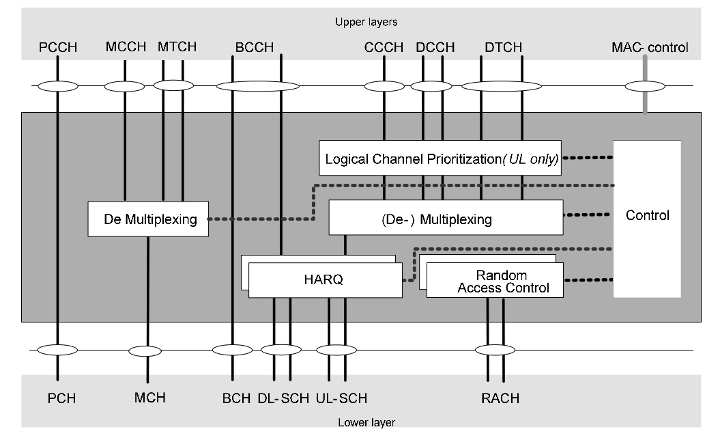 Upper layers
PCCH MCCH MTCH BCCH CCCH DCCH DTCH MAC- control
Logical Channel Prioritization(UL only)
De Multiplexing
(De-) Multiplexing
Control
HARQ
Random
Access Control
PCH MCH BCH DL-SCH UL-SCH RACH
Lower layer